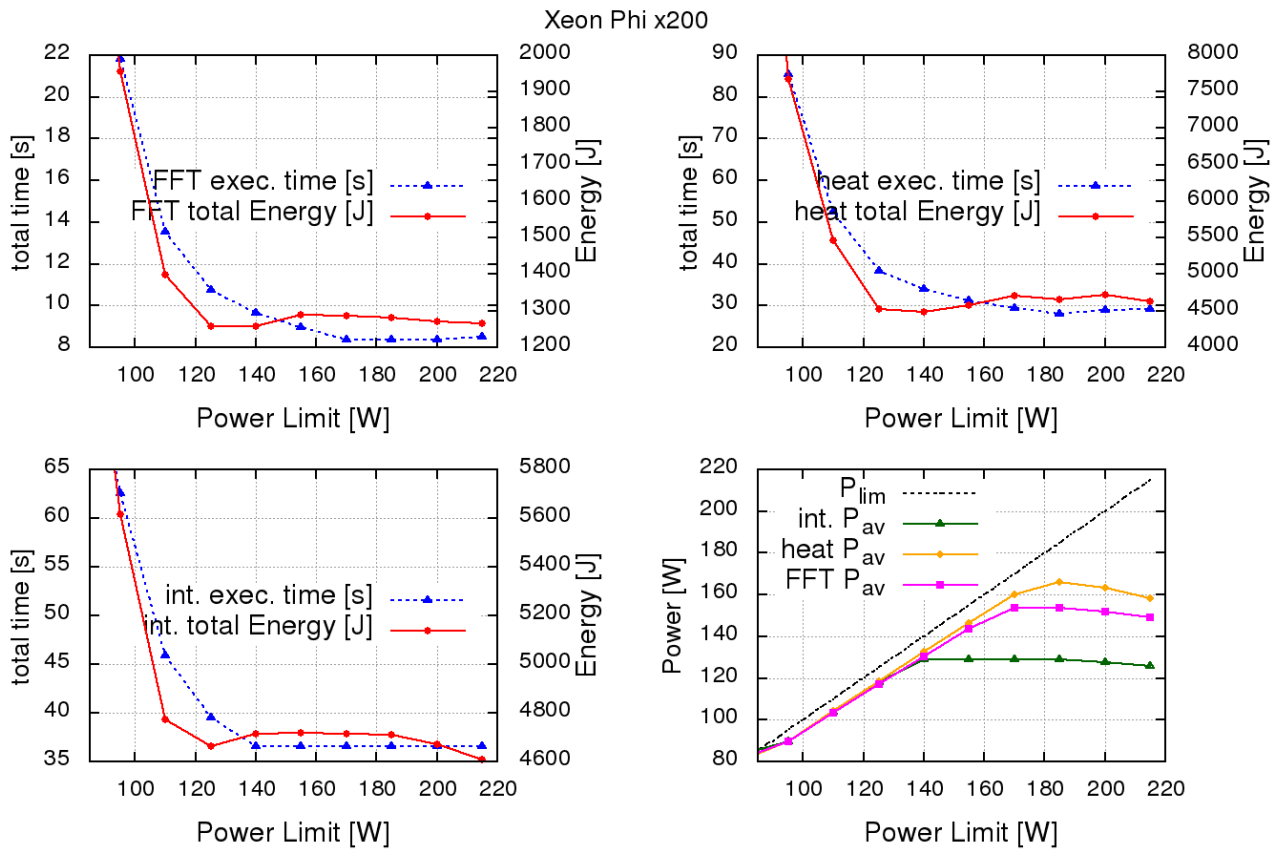 Xeon Phi x200
total time [s]
22
20
18
16
14
12
10
8
FFT exec. time [s]
FFT total Energy [J]
2000
1900
1800
1700
1600
1500
1400
1300
1200
Energy [J]
100 120 140 160 180 200 220
Power Limit [W]
total time [s]
90
80
70
60
50
40
30
20
heat exec. time [s]
heat total Energy [J]
8000
7500
7000
6500
6000
5500
5000
4500
4000
Energy [J]
100 120 140 160 180 200 220
Power Limit [W]
total time [s]
65
60
55
50
45
40
35
int. exec. time [s]
int. total Energy [J]
5800
5600
5400
5200
5000
4800
4600
Energy [J]
100 120 140 160 180 200 220
Power Limit [W]
Power [W]
220
200
180
160
140
120
100
80
P_lim
int. P_av
heat P_av
FFT P_av
100 120 140 160 180 200 220
Power Limit [W]